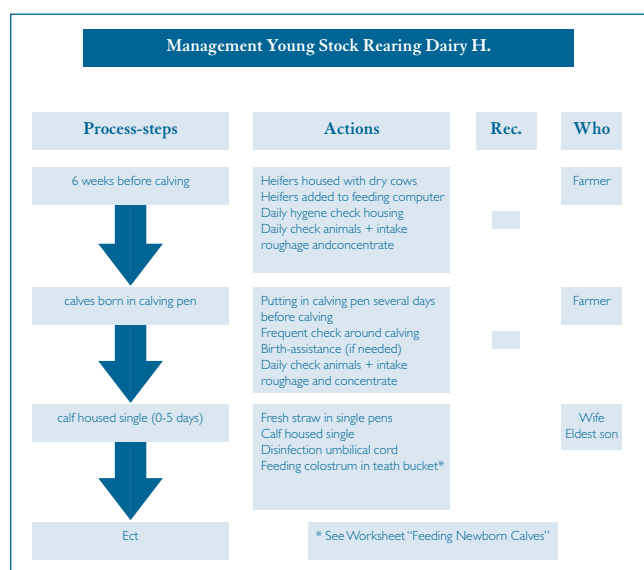 Management Young Stock Rearing Dairy H.
Process-steps
Actions
Rec.
Who
6 weeks before calving
Heifers housed with dry cows
Heifers added to feeding computer
Daily hygene check housing
Daily check animals + intake
roughage andconcentrate
Farmer
calves born in calving pen
Putting in calving pen several days
before calving
Frequent check around calving
Birth-assistance (if needed)
Daily check animals + intake
roughage and concentrate
Farmer
calf housed single (0-5 days)
Fresh straw in single pens
Calf housed single
Disinfection umbilical cord
Feeding colostrum in teath bucket*
Wife
Eldest son
Ect
* See Worksheet “Feeding Newborn Calves”